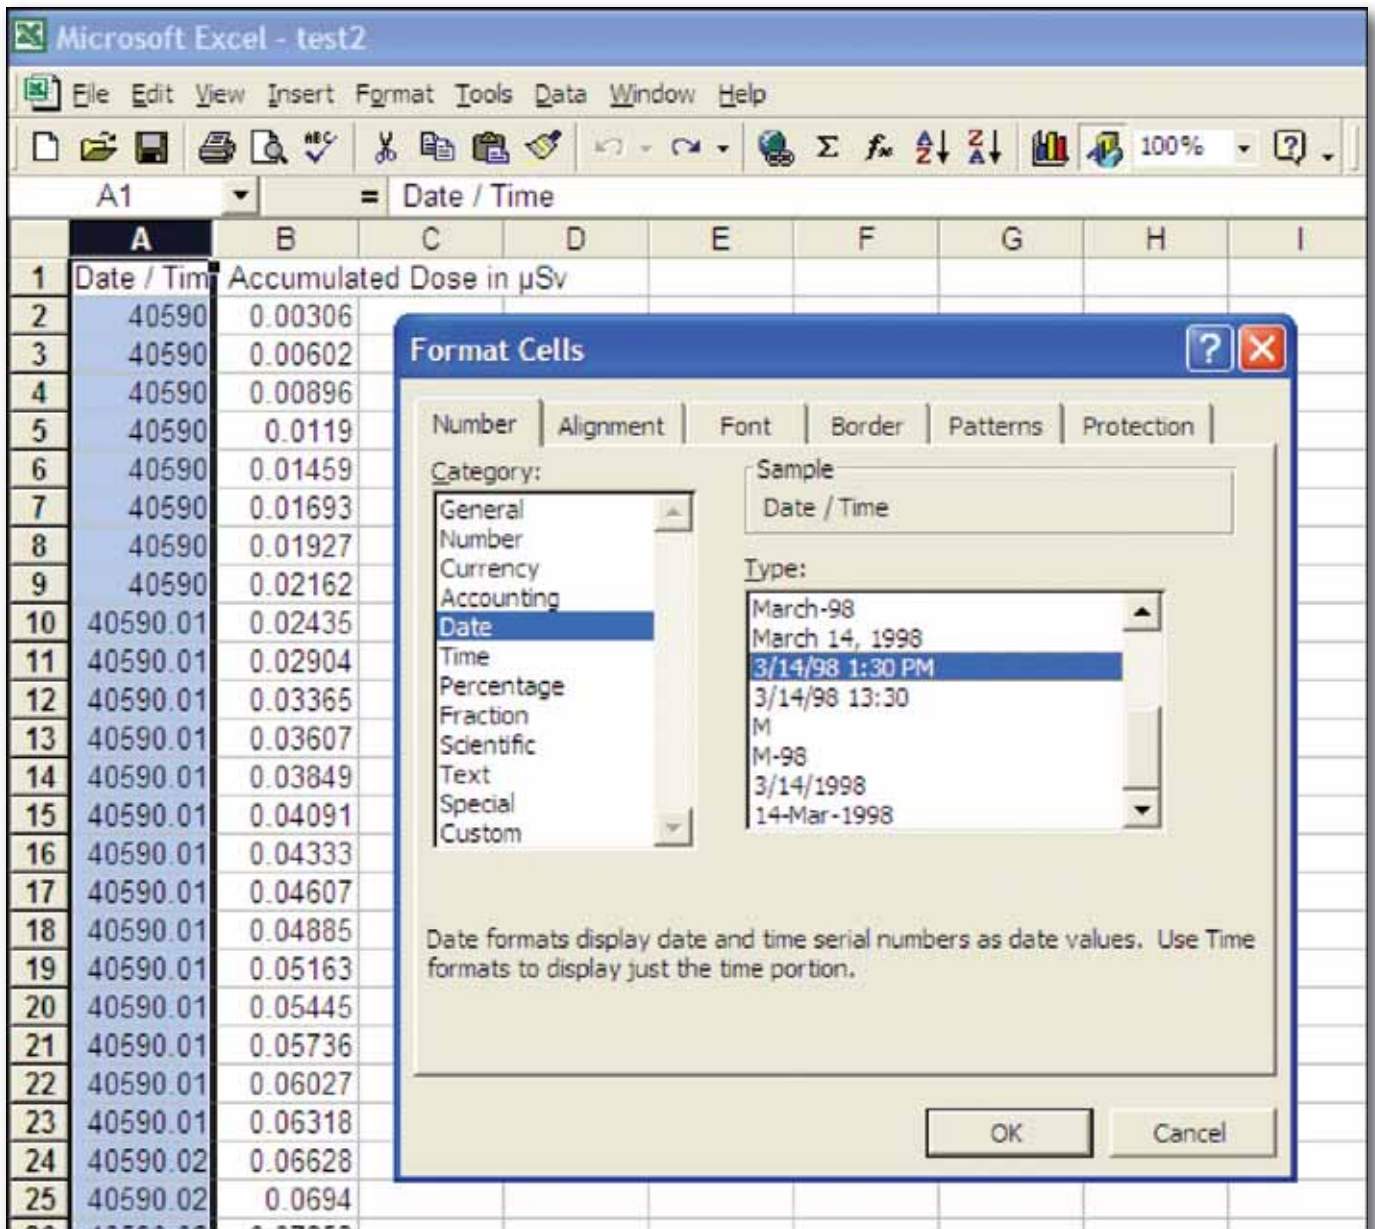 Microsoft Excel - test2
File Edit View Insert Format Tools Data Window Help
ABC Σ fx A Z Z A 100% ?
A1 = Date / Time
A B C D E F G H I
1 Date / Tim Accumulated Dose in µSv
2 40590 0.00306
3 40590 0.00602
4 40590 0.00896
5 40590 0.0119
6 40590 0.01459
7 40590 0.01693
8 40590 0.01927
9 40590 0.02162
10 40590.01 0.02435
11 40590.01 0.02904
12 40590.01 0.03365
13 40590.01 0.03607
14 40590.01 0.03849
15 40590.01 0.04091
16 40590.01 0.04333
17 40590.01 0.04607
18 40590.01 0.04885
19 40590.01 0.05163
20 40590.01 0.05445
21 40590.01 0.05736
22 40590.01 0.06027
23 40590.01 0.06318
24 40590.02 0.06628
25 40590.02 0.0694
Format Cells ?
Number Alignment Font Border Patterns Protection
Category:
General
Number
Currency
Accounting
Date
Time
Percentage
Fraction
Scientific
Text
Special
Custom
Sample
Date / Time
Type:
March-98
March 14, 1998
3/14/98 1:30 PM
3/14/98 13:30
M
M-98
3/14/1998
14-Mar-1998
Date formats display date and time serial numbers as date values. Use Time
formats to display just the time portion.
OK Cancel